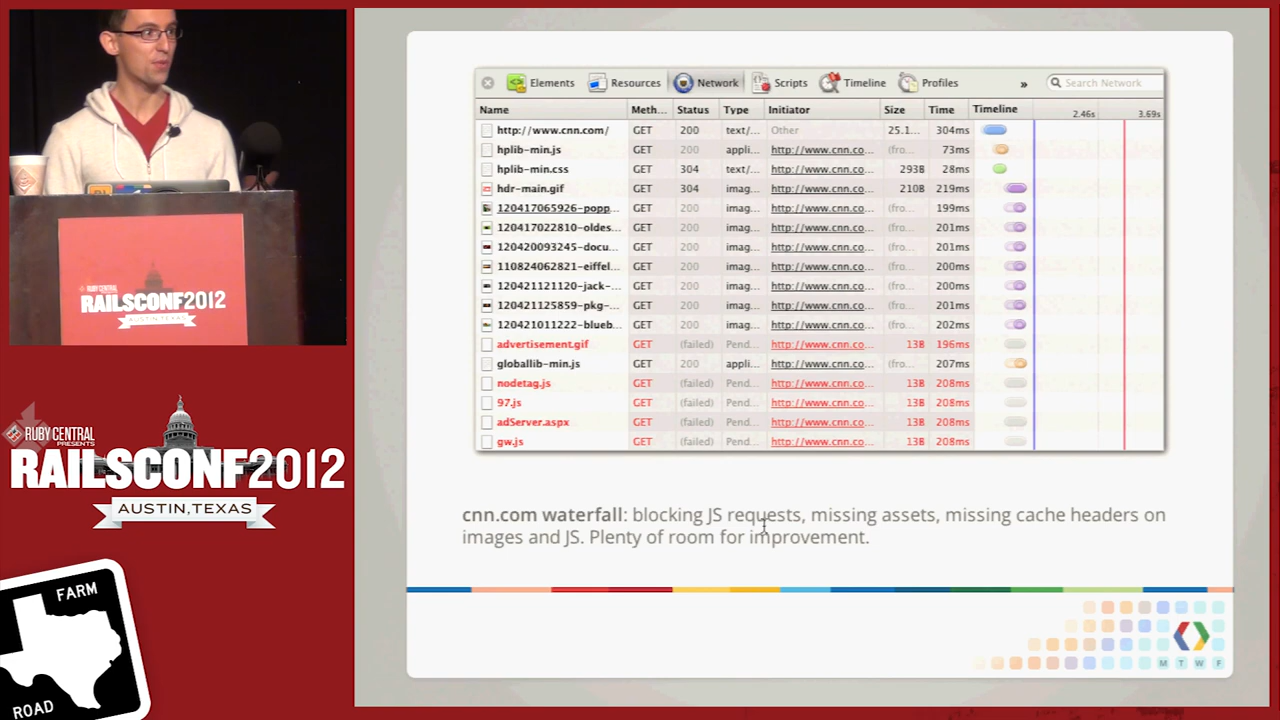 Elements Resources Network Scripts Timeline Profiles » Search Network
Name Meth... Status Type Initiator Size Time Timeline 2.46s 3.69s
http://www.cnn.com/ GET 200 text/... Other 25.1... 304ms
hplib-min.js GET 200 appli... http://www.cnn.co... (fro... 73ms
hplib-min.css GET 304 text/... http://www.cnn.co... 293B 28ms
hdr-main.gif GET 304 imag... http://www.cnn.co... 210B 219ms
120417065926-popp... GET 200 imag... http://www.cnn.co... (fro... 199ms
120417022810-oldes... GET 200 imag... http://www.cnn.co... (fro... 201ms
120420093245-docu... GET 200 imag... http://www.cnn.co... (fro... 201ms
110824062821-eiffel... GET 200 imag... http://www.cnn.co... (fro... 200ms
120421121120-jack-... GET 200 imag... http://www.cnn.co... (fro... 200ms
120421125859-pkg-... GET 200 imag... http://www.cnn.co... (fro... 201ms
120421011222-blueb... GET 200 imag... http://www.cnn.co... (fro... 202ms
advertisement.gif GET (failed) Pend... http://www.cnn.co... 13B 196ms
globallib-min.js GET 200 appli... http://www.cnn.co... (fro... 207ms
nodetag.js GET (failed) Pend... http://www.cnn.co... 13B 208ms
97.js GET (failed) Pend... http://www.cnn.co... 13B 208ms
adServer.aspx GET (failed) Pend... http://www.cnn.co... 13B 208ms
gw.js GET (failed) Pend... http://www.cnn.co... 13B 208ms
cnn.com waterfall: blocking JS requests, missing assets, missing cache headers on
images and JS. Plenty of room for improvement.
M T W F
RUBY CENTRAL
RAILSCONF2012
AUSTIN, TEXAS
RUBY CENTRAL
PRESENTS
RAILSCONF2012
AUSTIN, TEXAS
FARM
ROAD